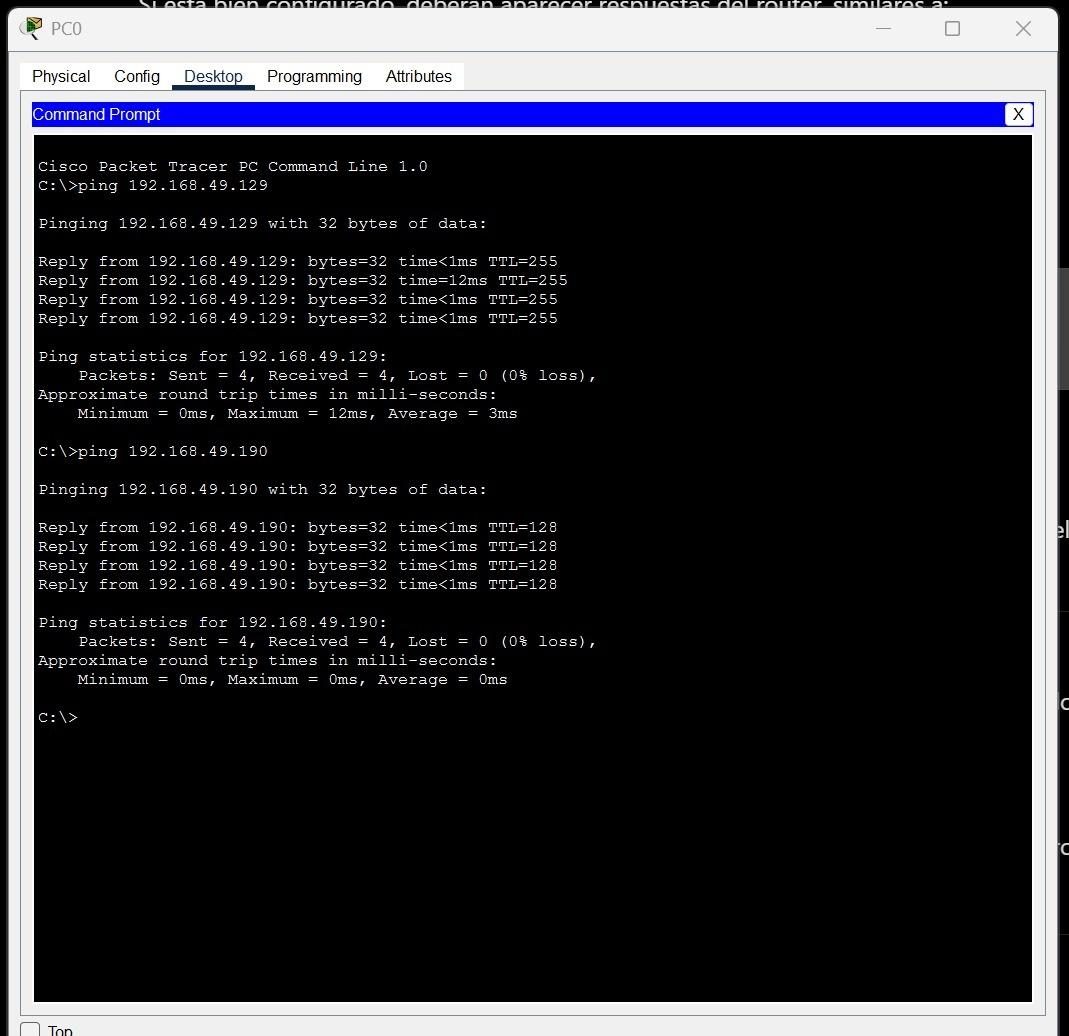 Si está bien configurado, deberán aparecer respuestas del router, similares a:
PC0
Physical Config Desktop Programming Attributes
Command Prompt
X
Cisco Packet Tracer PC Command Line 1.0
C:\>ping 192.168.49.129
Pinging 192.168.49.129 with 32 bytes of data:
Reply from 192.168.49.129: bytes=32 time<1ms TTL=255
Reply from 192.168.49.129: bytes=32 time=12ms TTL=255
Reply from 192.168.49.129: bytes=32 time<1ms TTL=255
Reply from 192.168.49.129: bytes=32 time<1ms TTL=255
Ping statistics for 192.168.49.129:
Packets: Sent = 4, Received = 4, Lost = 0 (0% loss),
Approximate round trip times in milli-seconds:
Minimum = 0ms, Maximum = 12ms, Average = 3ms
C:\>ping 192.168.49.190
Pinging 192.168.49.190 with 32 bytes of data:
Reply from 192.168.49.190: bytes=32 time<1ms TTL=128
Reply from 192.168.49.190: bytes=32 time<1ms TTL=128
Reply from 192.168.49.190: bytes=32 time<1ms TTL=128
Reply from 192.168.49.190: bytes=32 time<1ms TTL=128
Ping statistics for 192.168.49.190:
Packets: Sent = 4, Received = 4, Lost = 0 (0% loss),
Approximate round trip times in milli-seconds:
Minimum = 0ms, Maximum = 0ms, Average = 0ms
C:\>
Top